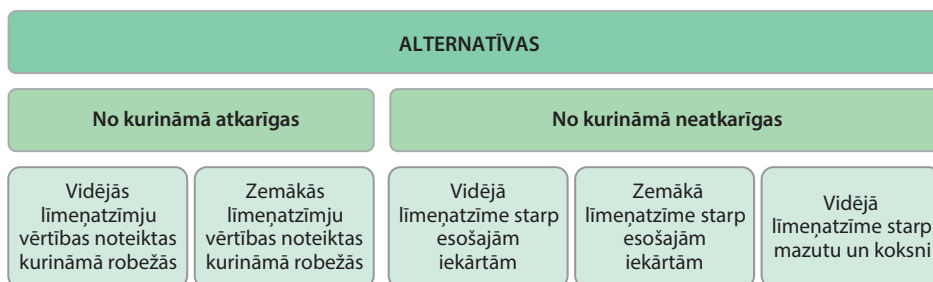 ALTERNATĪVAS
No kurināmā atkarīgas
No kurināmā neatkarīgas
Vidējās
līmeņatzīmju
vērtības noteiktas
kurināmā robežās
Zemākās
līmeņatzīmju
vērtības noteiktas
kurināmā robežās
Vidējā
līmeņatzīme starp
esošajām
iekārtām
Zemākā
līmeņatzīme starp
esošajām
iekārtām
Vidējā
līmeņatzīme starp
mazutu un koksni